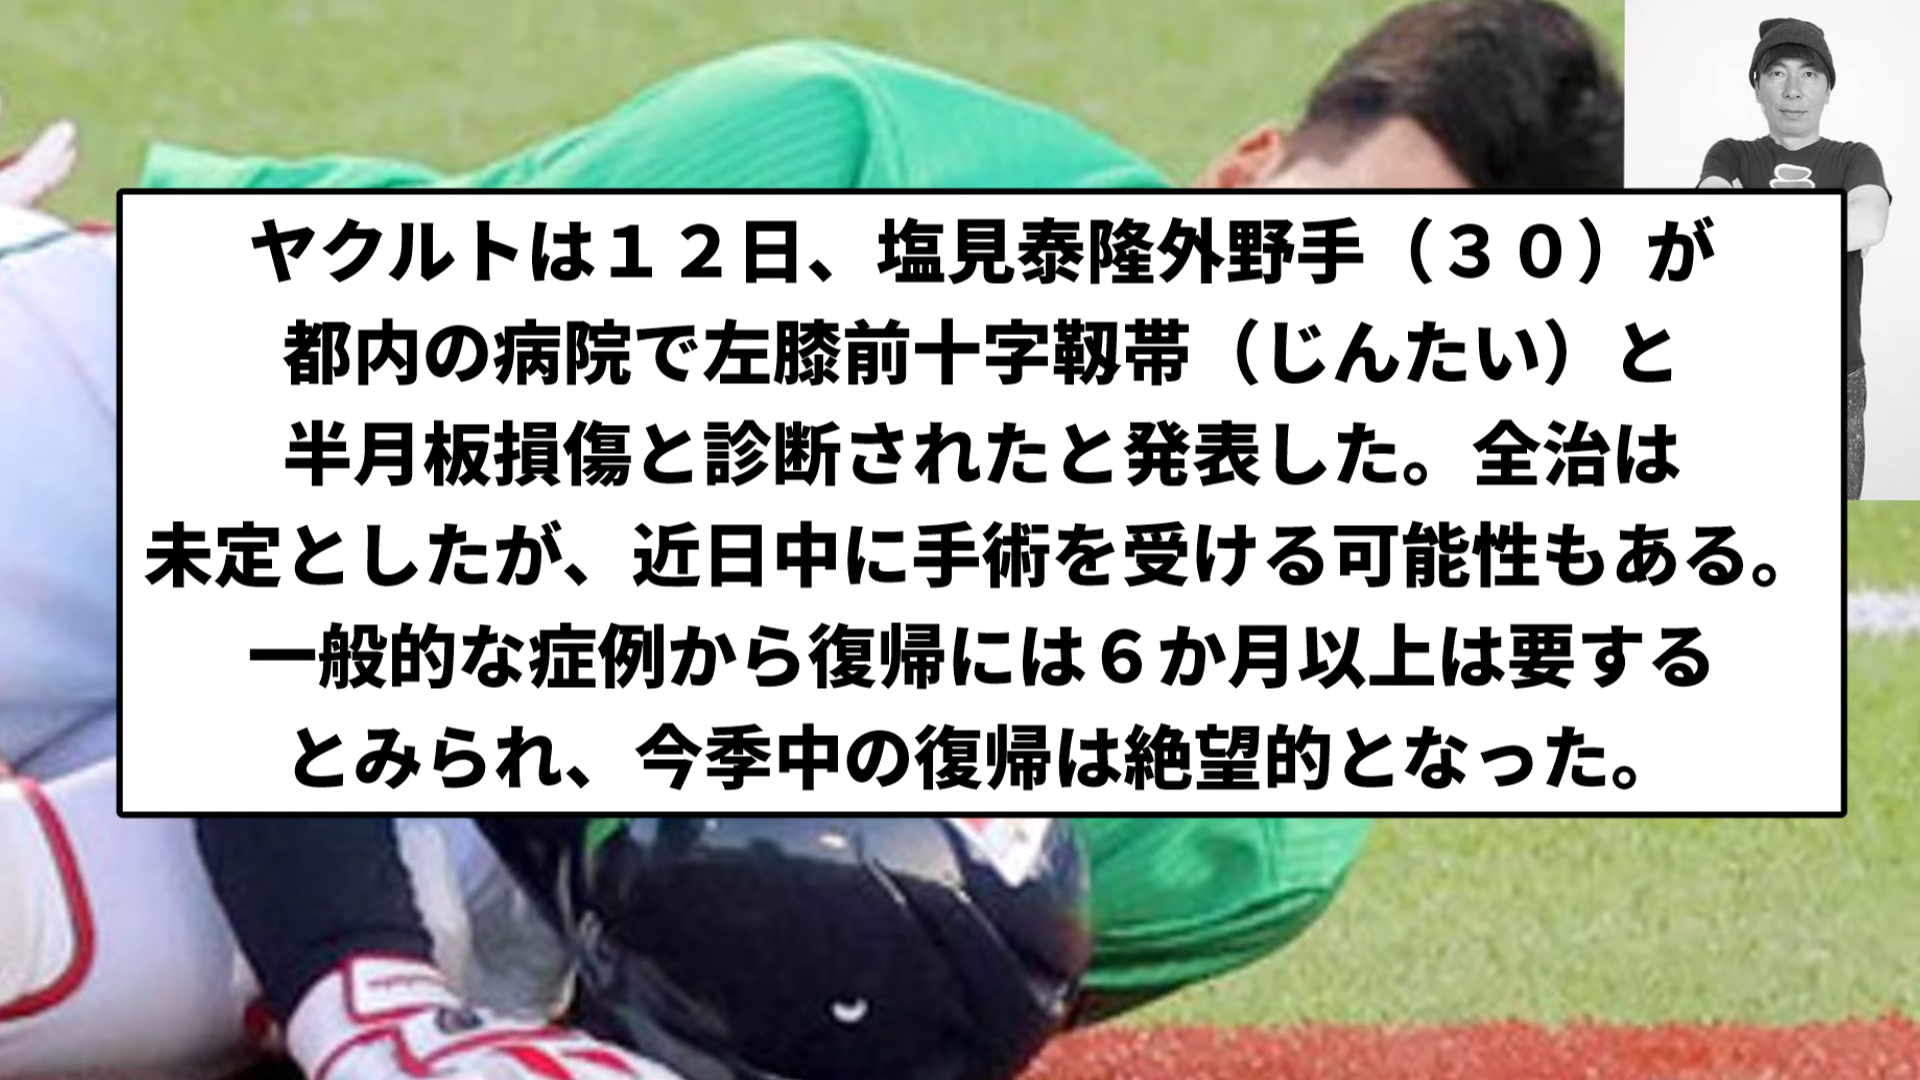 ヤクルトは１２日、塩見泰隆外野手（３０）が
都内の病院で左膝前十字靱帯（じんたい）と
半月板損傷と診断されたと発表した。全治は
未定としたが、近日中に手術を受ける可能性もある。
一般的な症例から復帰には６か月以上は要する
とみられ、今季中の復帰は絶望的となった。